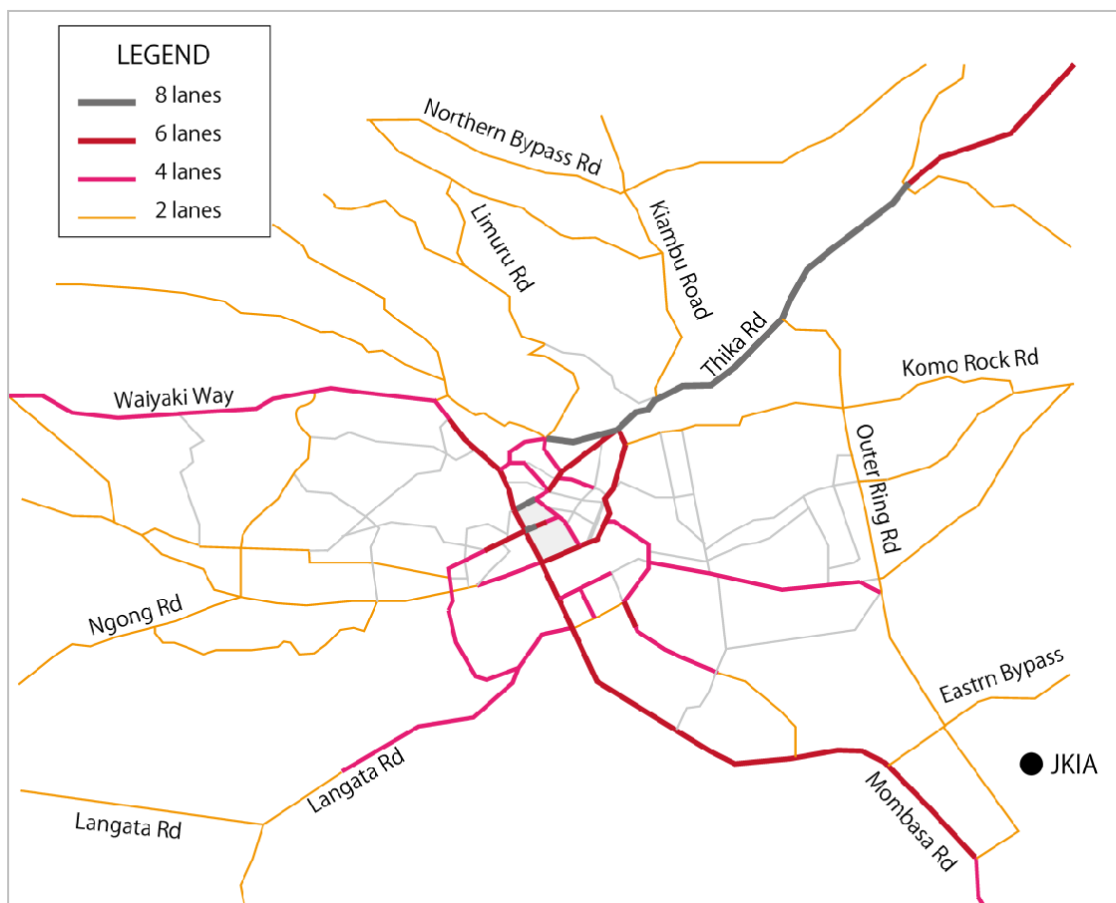 LEGEND
8 lanes
6 lanes
4 lanes
2 lanes
Northern Bypass Rd
Limuru Rd
Kiambu Road
Thika Rd
Komo Rock Rd
Waiyaki Way
Outer Ring Rd
Ngong Rd
Eastrn Bypass
JKIA
Langata Rd
Mombasa Rd
Langata Rd